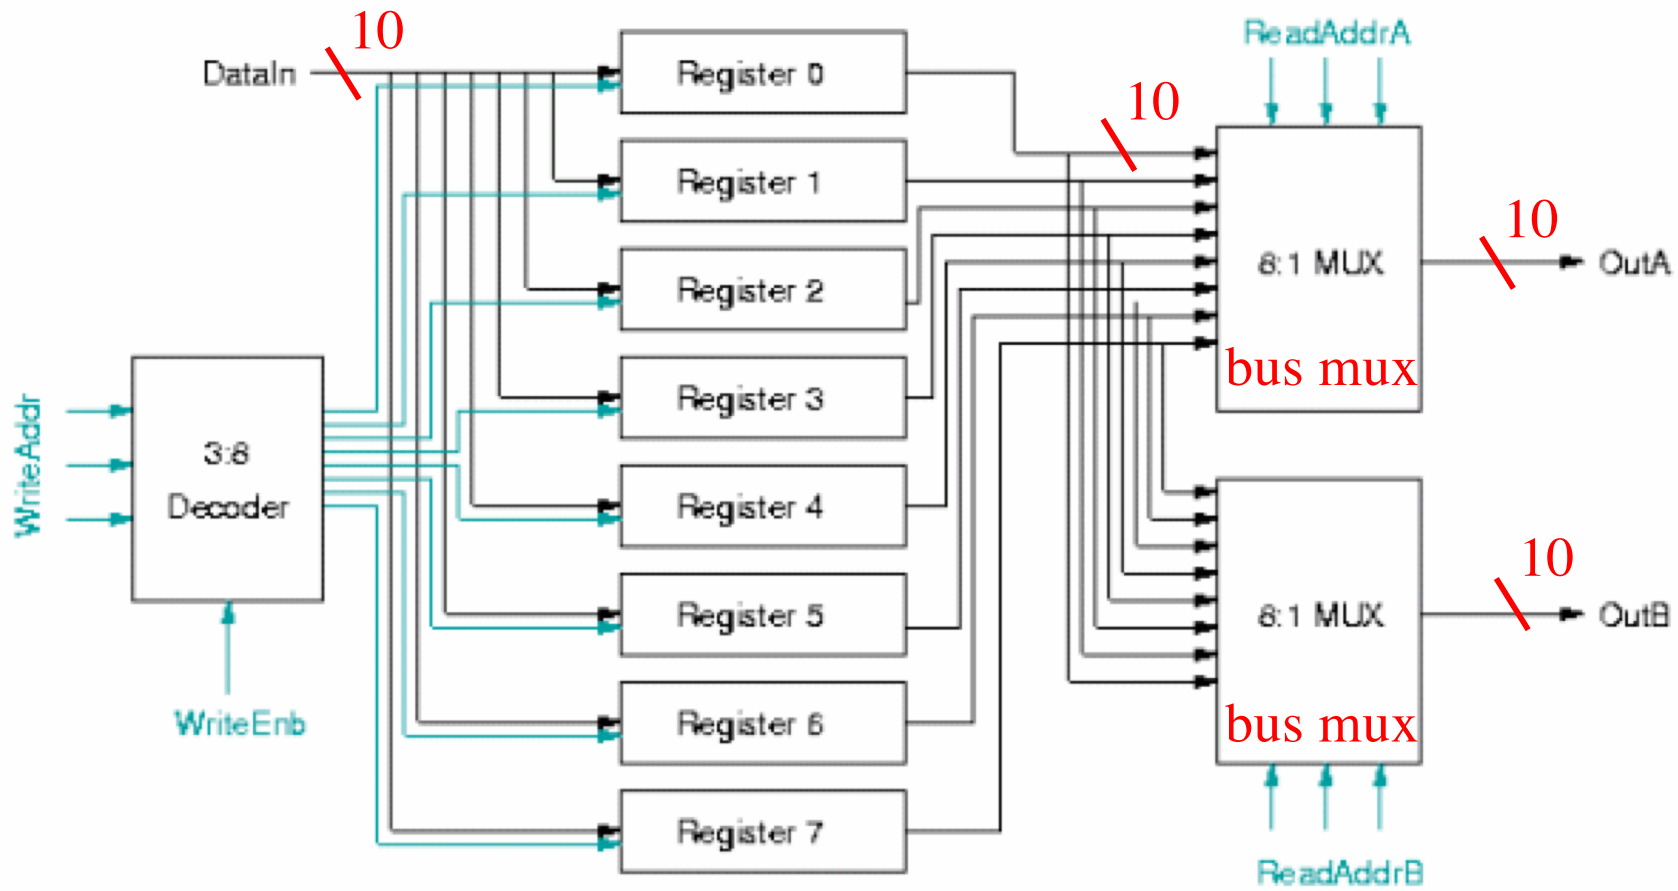 10
DataIn
Register 0
ReadAddrA
10
Register 1
10
Register 2
8:1 MUX
OutA
bus mux
Register 3
WriteAddr
3:8
Decoder
Register 4
10
Register 5
8:1 MUX
OutB
WriteEnb
Register 6
bus mux
Register 7
ReadAddrB